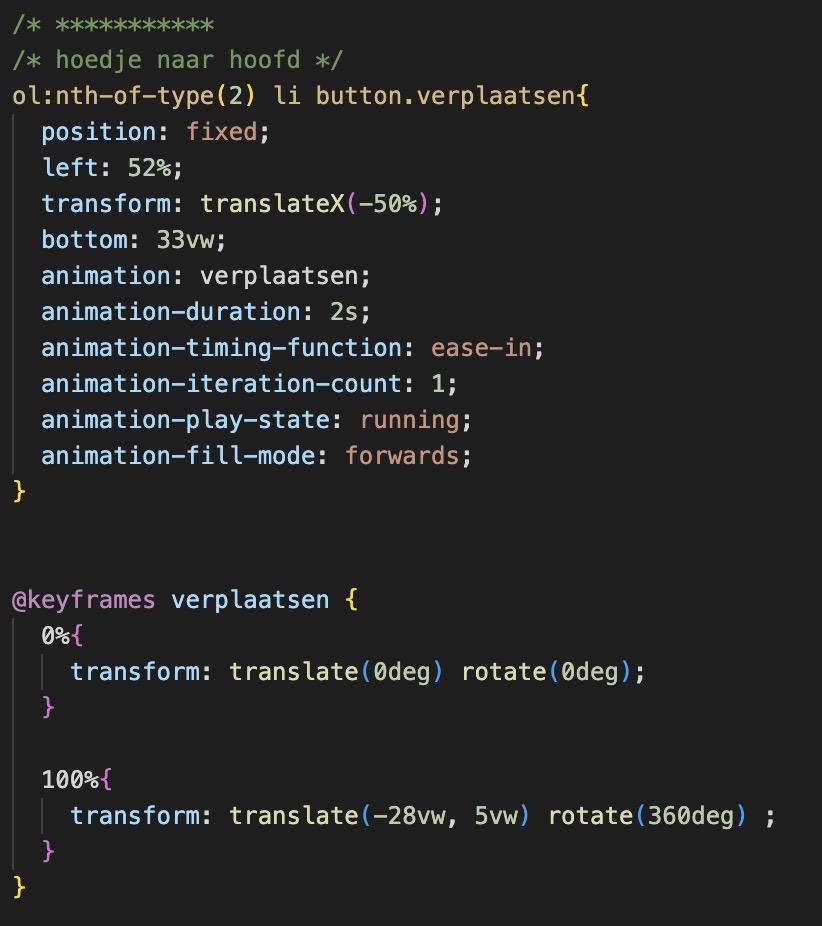 /* ***********
/* hoedje naar hoofd */
ol:nth-of-type(2) li button.verplaatsen{
  position: fixed;
  left: 52%;
  transform: translateX(-50%);
  bottom: 33vw;
  animation: verplaatsen;
  animation-duration: 2s;
  animation-timing-function: ease-in;
  animation-iteration-count: 1;
  animation-play-state: running;
  animation-fill-mode: forwards;
}
@keyframes verplaatsen {
  0%{
    transform: translate(0deg) rotate(0deg);
  }
  100%{
    transform: translate(-28vw, 5vw) rotate(360deg) ;
  }
}